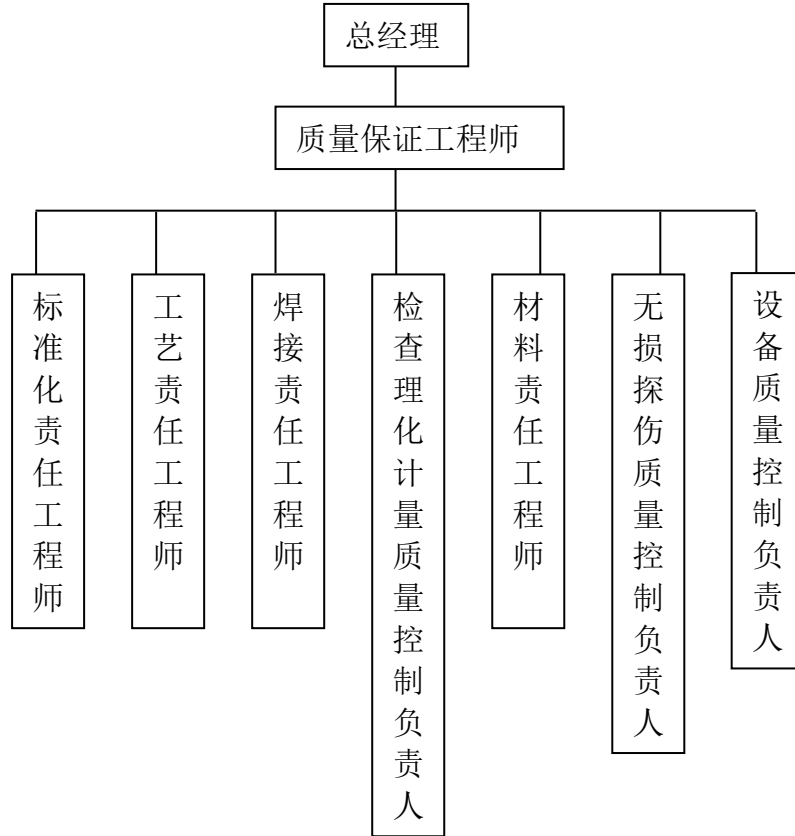 总经理
质量保证工程师
标准化责任工程师
工艺责任工程师
焊接责任工程师
检查理化计量质量控制负责人
材料责任工程师
无损探伤质量控制负责人
设备质量控制负责人